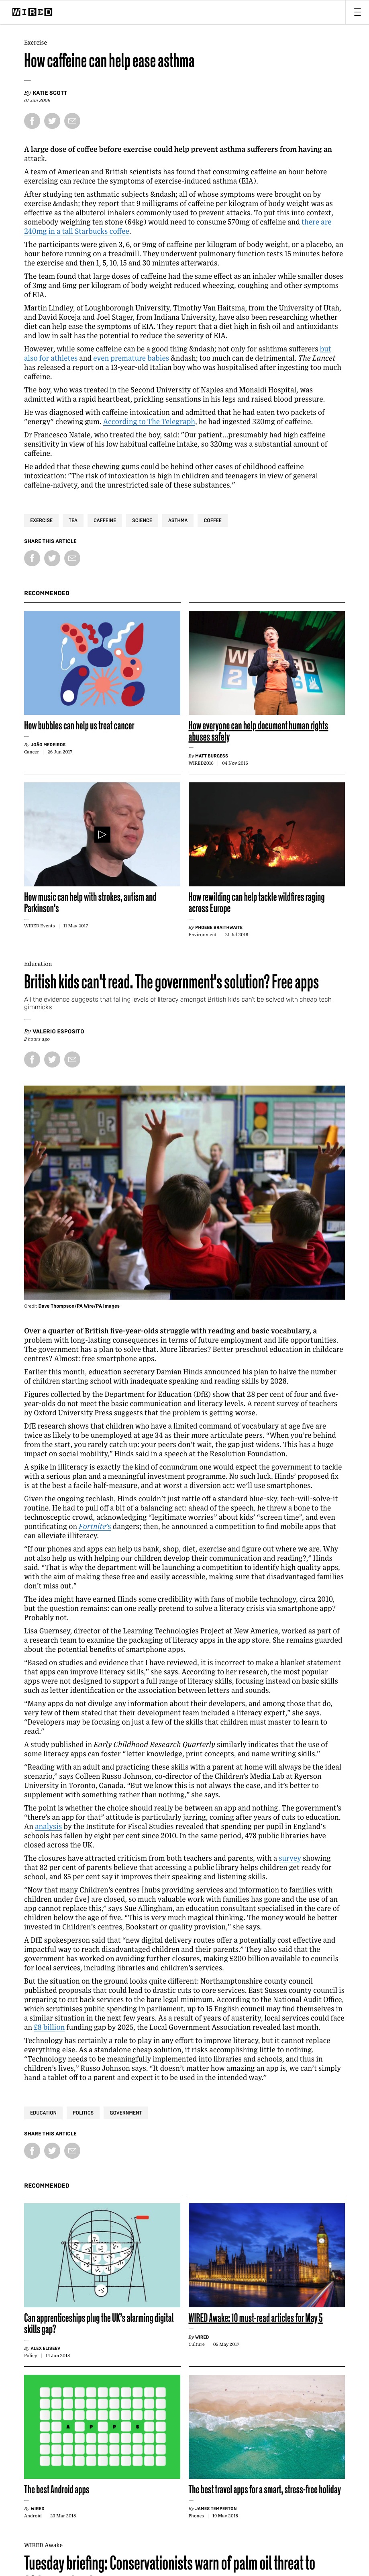 WIRED
Exercise
How caffeine can help ease asthma
By KATIE SCOTT
02 Jun 2009
A large dose of coffee before exercise could help prevent asthma suffers from having an
attack.
A team of American and British scientists has found that consuming caffeine an hour before
exercising can reduce the symptoms of exercise-induced asthma (EIA).
After studying ten asthmatic subjects &ndash; all of whose symptoms were brought on by
exercise &ndash; they report that 9 milligrams of caffeine per kilogram of body weight was as
effective as the albuterol inhalers commonly used to prevent attacks. To put this into context,
somebody weighing ten stone (64kg) would need to consume 570mg of caffeine and there are
240mg in a tall Starbucks coffee.
The participants were given 3, 6, or 9mg of caffeine per kilogram of body weight, or a placebo, an
hour before running on a treadmill. They underwent pulmonary function tests 15 minutes before
the exercise and then 1, 5, 10, 15 and 30 minutes afterwards.
The team found that large doses of caffeine had the same effect as an inhaler while smaller doses
of 3mg and 6mg per kilogram of body weight reduced wheezing, coughing and other symptoms
of EIA.
Martin Lindley, of Loughborough University, Timothy Van Haitsma, from the University of Utah,
and David Koceja and Joel Stager, from Indiana University, have also been researching whether
diet can help ease the symptoms of EIA. They report that a diet high in fish oil and antioxidants
and low in salt has the potential to reduce the severity of EIA.
However, while some caffeine can be a good thing &ndash; not only for asthma sufferers but
also for athletes and even premature babies &ndash; too much can be detrimental. The Lancet
has released a report on a 13-year-old Italian boy who was hospitalised after ingesting too much
caffeine.
The boy, who was treated in the Second University of Naples and Monaldi Hospital, was
admitted with a rapid heartbeat, prickling sensations in his legs and raised blood pressure.
He was diagnosed with caffeine intoxication and admitted that he had eaten two packets of
"energy" chewing gum. According to The Telegraph, he had ingested 320mg of caffeine.
Dr Francesco Natale, who treated the boy, said: "Our patient...presumably had high caffeine
sensitivity in view of his low habitual caffeine intake, so 320mg was a substantial amount of
caffeine.
He added that these chewing gums could be behind other cases of childhood caffeine
intoxication: "The risk of intoxication is high in children and teenagers in view of general
caffeine-naivety, and the unrestricted sale of these substances."
EXERCISE TEA CAFFEINE SCIENCE ASTHMA COFFEE
SHARE THIS ARTICLE
RECOMMENDED
How bubbles can help us treat cancer
By JOÃO MEDEIROS
Cancer | 26 Jun 2017
How everyone can help document human rights
abuses safely
By MATT BURGESS
WIRED2016 | 04 Nov 2016
How music can help with strokes, autism and
Parkinson's
WIRED Events | 11 May 2017
How rewilding can help tackle wildfires raging
across Europe
By PHOEBE BRAITHWAITE
Environment | 25 Jul 2018
Education
British kids can't read. The government's solution? Free apps
All the evidence suggests that falling levels of literacy amongst British kids can't be solved with cheap tech
gimmicks
By VALERIO ESPOSITO
2 hours ago
Credit Dave Thompson/PA Wire/PA Images
Over a quarter of British five-year-olds struggle with reading and basic vocabulary, a
problem with long-lasting consequences in terms of future employment and life opportunities.
The government has a plan to solve that. More libraries? Better preschool education in childcare
centres? Almost: free smartphone apps.
Earlier this month, education secretary Damian Hinds announced his plan to halve the number
of children starting school with inadequate speaking and reading skills by 2028.
Figures collected by the Department for Education (DfE) show that 28 per cent of four and five-
year-olds do not meet the basic communication and literacy levels. A recent survey of teachers
by Oxford University Press suggests that the problem is getting worse.
DfE research shows that children who have a limited command of vocabulary at age five are
twice as likely to be unemployed at age 34 as their more articulate peers. "When you're behind
from the start, you rarely catch up: your peers don't wait, the gap just widens. This has a huge
impact on social mobility," Hinds said in a speech at the Resolution Foundation.
A spike in illiteracy is exactly the kind of conundrum one would expect the government to tackle
with a serious plan and a meaningful investment programme. No such luck. Hinds' proposed fix
is at the best a facile half-measure, and at worst a diversion act: we'll use smartphones.
Given the ongoing techlash, Hinds couldn't just rattle off a standard blue-sky, tech-will-solve-it
routine. He had to pull off a bit of a balancing act: ahead of the speech, he threw a bone to the
technosceptic crowd, acknowledging "legitimate worries" about kids' "screen time", and even
pontificating on Fortnite's dangers; then, he announced a competition to find mobile apps that
can alleviate illiteracy.
"If our phones and apps can help us bank, shop, diet, exercise and figure out where we are. Why
not also help us with helping our children develop their communication and reading?," Hinds
said. "That is why the department will be launching a competition to identify high quality apps,
with the aim of making these free and easily accessible, making sure that disadvantaged families
don't miss out."
The idea might have earned Hinds some credibility with fans of mobile technology, circa 2010,
but the question remains: can one really pretend to solve a literacy crisis via smartphone app?
Probably not.
Lisa Guernsey, director of the Learning Technologies Project at New America, worked as part of
a research team to examine the packaging of literacy apps in the app store. She remains guarded
about the potential benefits of smartphone apps.
"Based on studies and evidence that I have reviewed, it is incorrect to make a blanket statement
that apps can improve literacy skills," she says. According to her research, the most popular
apps were not designed to support a full range of literacy skills, focusing instead on basic skills
such as letter identification or the association between letters and sounds.
"Many apps do not divulge any information about their developers, and among those that do,
very few of them stated that their development team included a literacy expert," she says.
"Developers may be focusing on just a few of the skills that children must master to learn to
read."
A study published in Early Childhood Research Quarterly similarly indicates that the use of
some literacy apps can foster "letter knowledge, print concepts, and name writing skills."
"Reading with an adult and practicing these skills with a parent at home will always be the ideal
scenario," says Colleen Russo Johnson, co-director of the Children's Media Lab at Ryerson
University in Toronto, Canada. "But we know this is not always the case, and it's better to
supplement with something rather than nothing," she says.
The point is whether the choice should really be between an app and nothing. The government's
"there's an app for that" attitude is particularly jarring, coming after years of cuts to education.
An analysis by the Institute for Fiscal Studies revealed total spending per pupil in England's
schools has fallen by eight per cent since 2010. In the same period, 478 public libraries have
closed across the UK.
The closures have attracted criticism from both teachers and parents, with a survey showing
that 82 per cent of parents believe that accessing a public library helps children get ready for
school, and 85 per cent say it improves their speaking and listening skills.
"Now that many Children's centres [hubs providing services and information to families with
children under five] are closed, so much valuable work with families has gone and the use of an
app cannot replace this," says Sue Allingham, an education consultant specialised in the care of
children below the age of five. "This is very much magical thinking. The money would be better
invested in Children's centres, Bookstart or quality provision," she says.
A DfE spokesperson said that "new digital delivery routes offer a potentially cost effective and
impactful way to reach disadvantaged children and their parents." They also said that the
government has worked on avoiding further closures, making £200 billion available to councils
for local services, including libraries and children's services.
But the situation on the ground looks quite different: Northamptonshire county council
published proposals that could lead to drastic cuts to core services. East Sussex county council is
preparing to cut back services to the bare legal minimum. According to the National Audit Office,
which scrutinises public spending in parliament, up to 15 English council may find themselves in
a similar situation in the next few years. As a result of years of austerity, local services could face
an £8 billion funding gap by 2025, the Local Government Association revealed last month.
Technology has certainly a role to play in any effort to improve literacy, but it cannot replace
everything else. As a standalone cheap solution, it risks accomplishing little to nothing.
"Technology needs to be meaningfully implemented into libraries and schools, and thus in
children's lives," Russo Johnson says. "It doesn't matter how amazing an app is, we can't simply
hand a tablet off to a parent and expect it to be used in the intended way."
EDUCATION POLITICS GOVERNMENT
SHARE THIS ARTICLE
RECOMMENDED
Can apprenticeships plug the UK's alarming digital
skills gap?
By ALEX ELISEEV
Policy | 14 Jun 2018
WIRED Awake: 10 must-read articles for May 5
By WIRED
Culture | 05 May 2017
APPS
The best Android apps
By WIRED
Android | 23 Mar 2018
The best travel apps for a smart, stress-free holiday
By JAMES TEMPERTON
Phones | 19 May 2018
WIRED Awake
Tuesday briefing: Conservationists warn of palm oil threat to